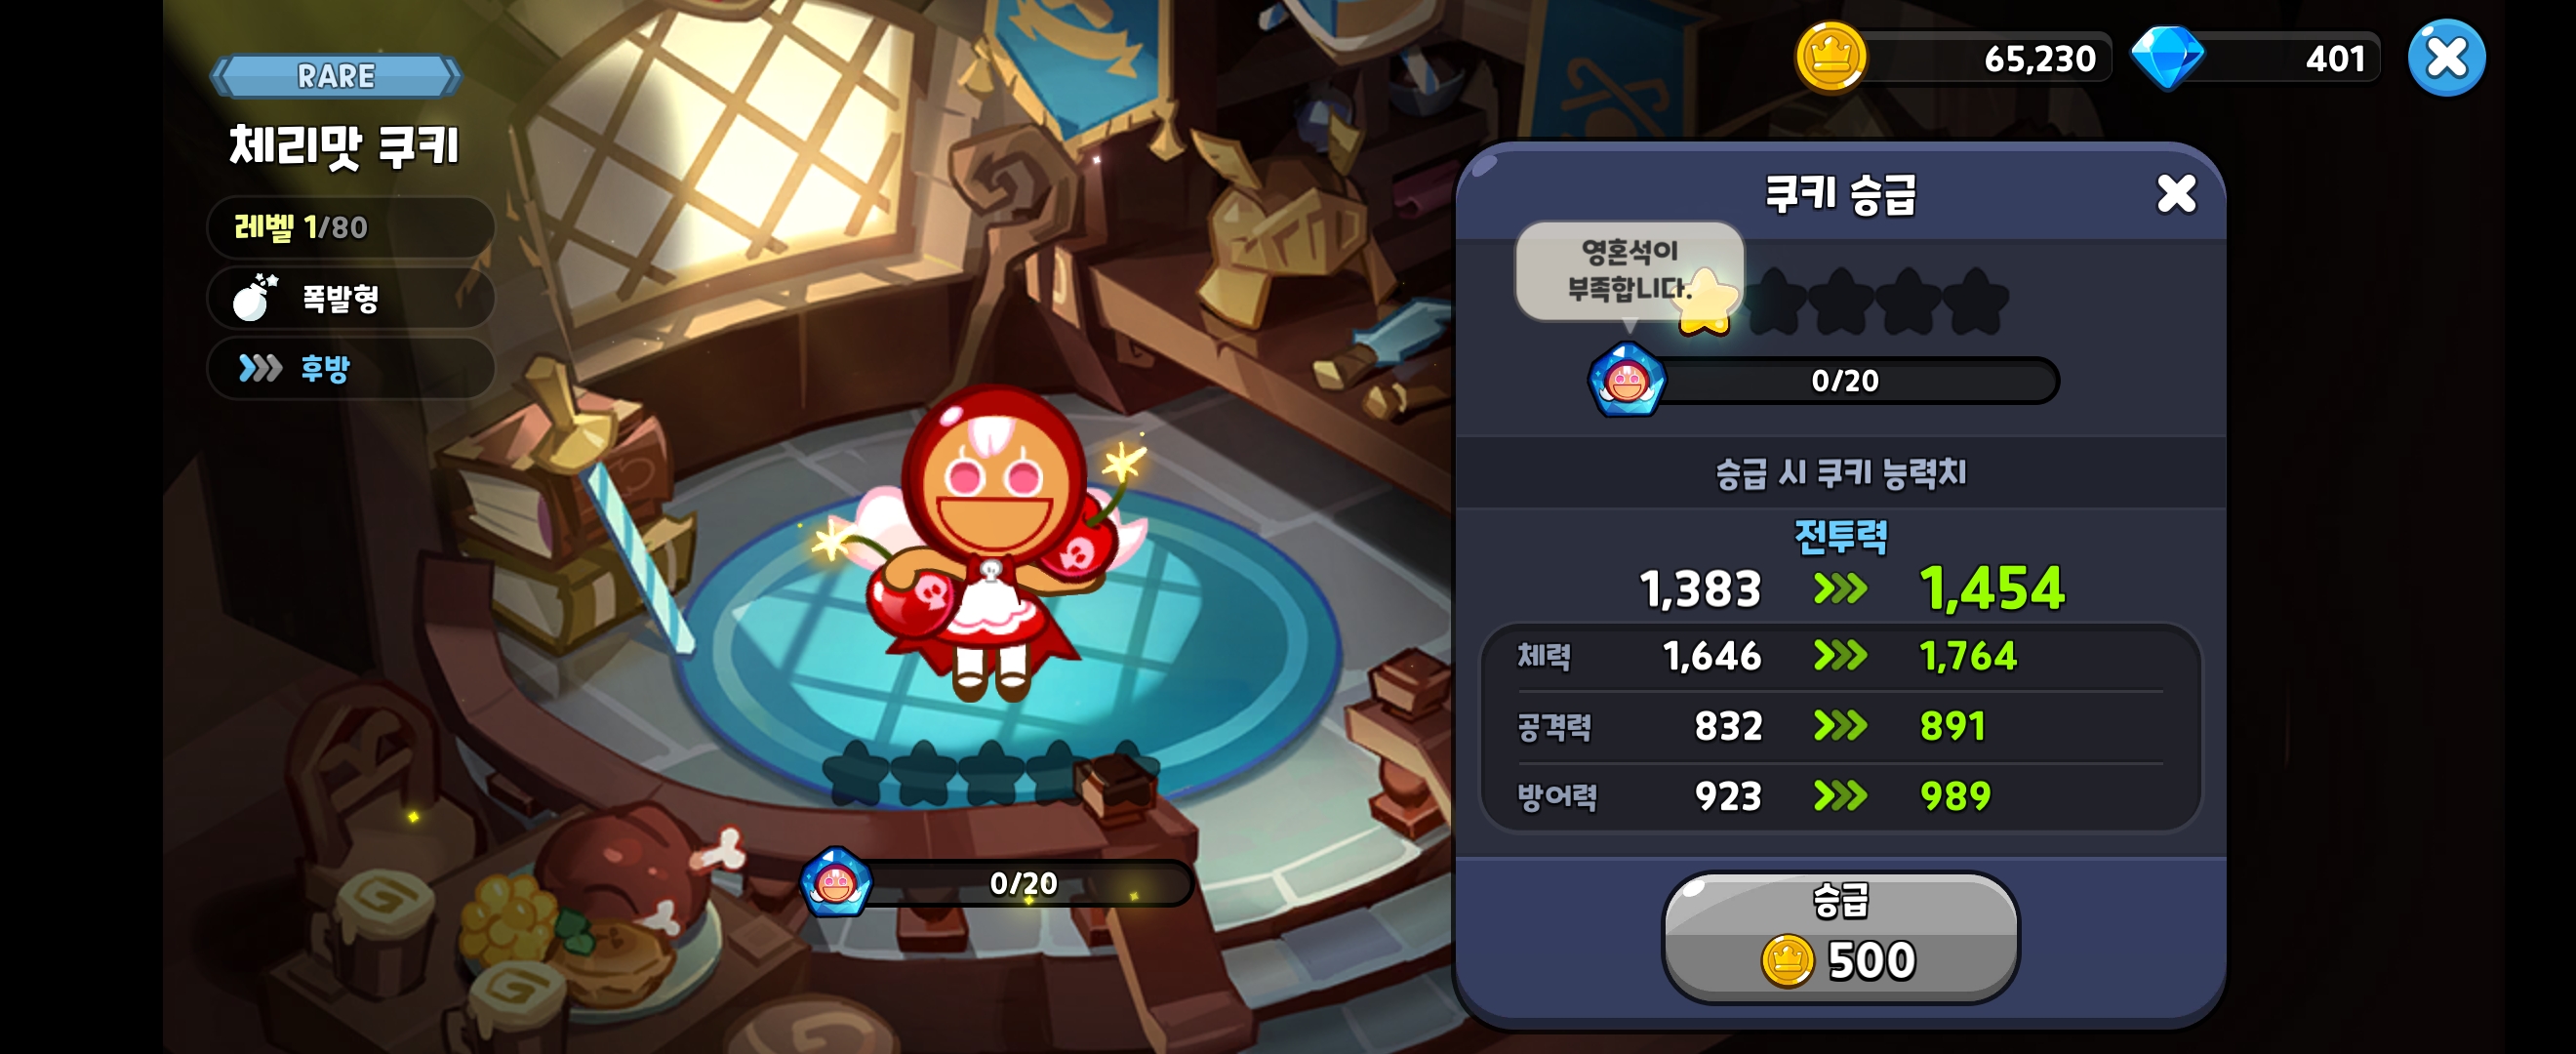 RARE
체리맛 쿠키
레벨 1/80
폭발형
후방
0/20
65,230
401
쿠키 승급
영혼석이
부족합니다.
0/20
승급 시 쿠키 능력치
전투력
1,383 1,454
체력 1,646 1,764
공격력 832 891
방어력 923 989
승급
500